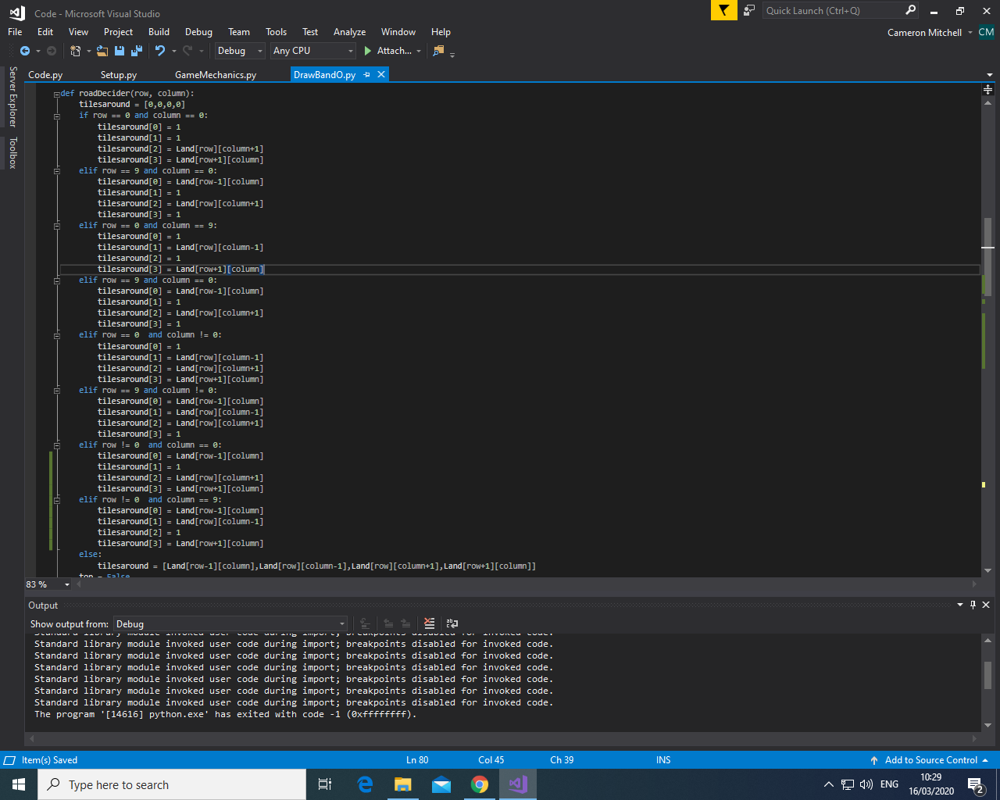 Code - Microsoft Visual Studio
Quick Launch (Ctrl+Q)
File Edit View Project Build Debug Team Tools Test Analyze Window Help
Cameron Mitchell CM
Debug Any CPU Attach...
Server Explorer
Toolbox
Code.py Setup.py GameMechanics.py DrawBandO.py
def roadDecider(row, column):
tilesaround = [0,0,0,0]
if row == 0 and column == 0:
tilesaround[0] = 1
tilesaround[1] = 1
tilesaround[2] = Land[row][column+1]
tilesaround[3] = Land[row+1][column]
elif row == 9 and column == 0:
tilesaround[0] = Land[row-1][column]
tilesaround[1] = 1
tilesaround[2] = Land[row][column+1]
tilesaround[3] = 1
elif row == 0 and column == 9:
tilesaround[0] = 1
tilesaround[1] = Land[row][column-1]
tilesaround[2] = 1
tilesaround[3] = Land[row+1][column]
elif row == 9 and column == 0:
tilesaround[0] = Land[row-1][column]
tilesaround[1] = 1
tilesaround[2] = Land[row][column+1]
tilesaround[3] = 1
elif row == 0  and column != 0:
tilesaround[0] = 1
tilesaround[1] = Land[row][column-1]
tilesaround[2] = Land[row][column+1]
tilesaround[3] = Land[row+1][column]
elif row == 9 and column != 0:
tilesaround[0] = Land[row-1][column]
tilesaround[1] = Land[row][column-1]
tilesaround[2] = Land[row][column+1]
tilesaround[3] = 1
elif row != 0  and column == 0:
tilesaround[0] = Land[row-1][column]
tilesaround[1] = 1
tilesaround[2] = Land[row][column+1]
tilesaround[3] = Land[row+1][column]
elif row != 0  and column == 9:
tilesaround[0] = Land[row-1][column]
tilesaround[1] = Land[row][column-1]
tilesaround[2] = 1
tilesaround[3] = Land[row+1][column]
else:
tilesaround = [Land[row-1][column],Land[row][column-1],Land[row][column+1],Land[row+1][column]]
top = False
83 %
Output
Show output from: Debug
Standard library module invoked user code during import; breakpoints disabled for invoked code.
Standard library module invoked user code during import; breakpoints disabled for invoked code.
Standard library module invoked user code during import; breakpoints disabled for invoked code.
Standard library module invoked user code during import; breakpoints disabled for invoked code.
Standard library module invoked user code during import; breakpoints disabled for invoked code.
Standard library module invoked user code during import; breakpoints disabled for invoked code.
Standard library module invoked user code during import; breakpoints disabled for invoked code.
The program '[14616] python.exe' has exited with code -1 (0xffffffff).
Item(s) Saved Ln 80 Col 45 Ch 39 INS Add to Source Control
Type here to search
ENG
10:29
16/03/2020
2